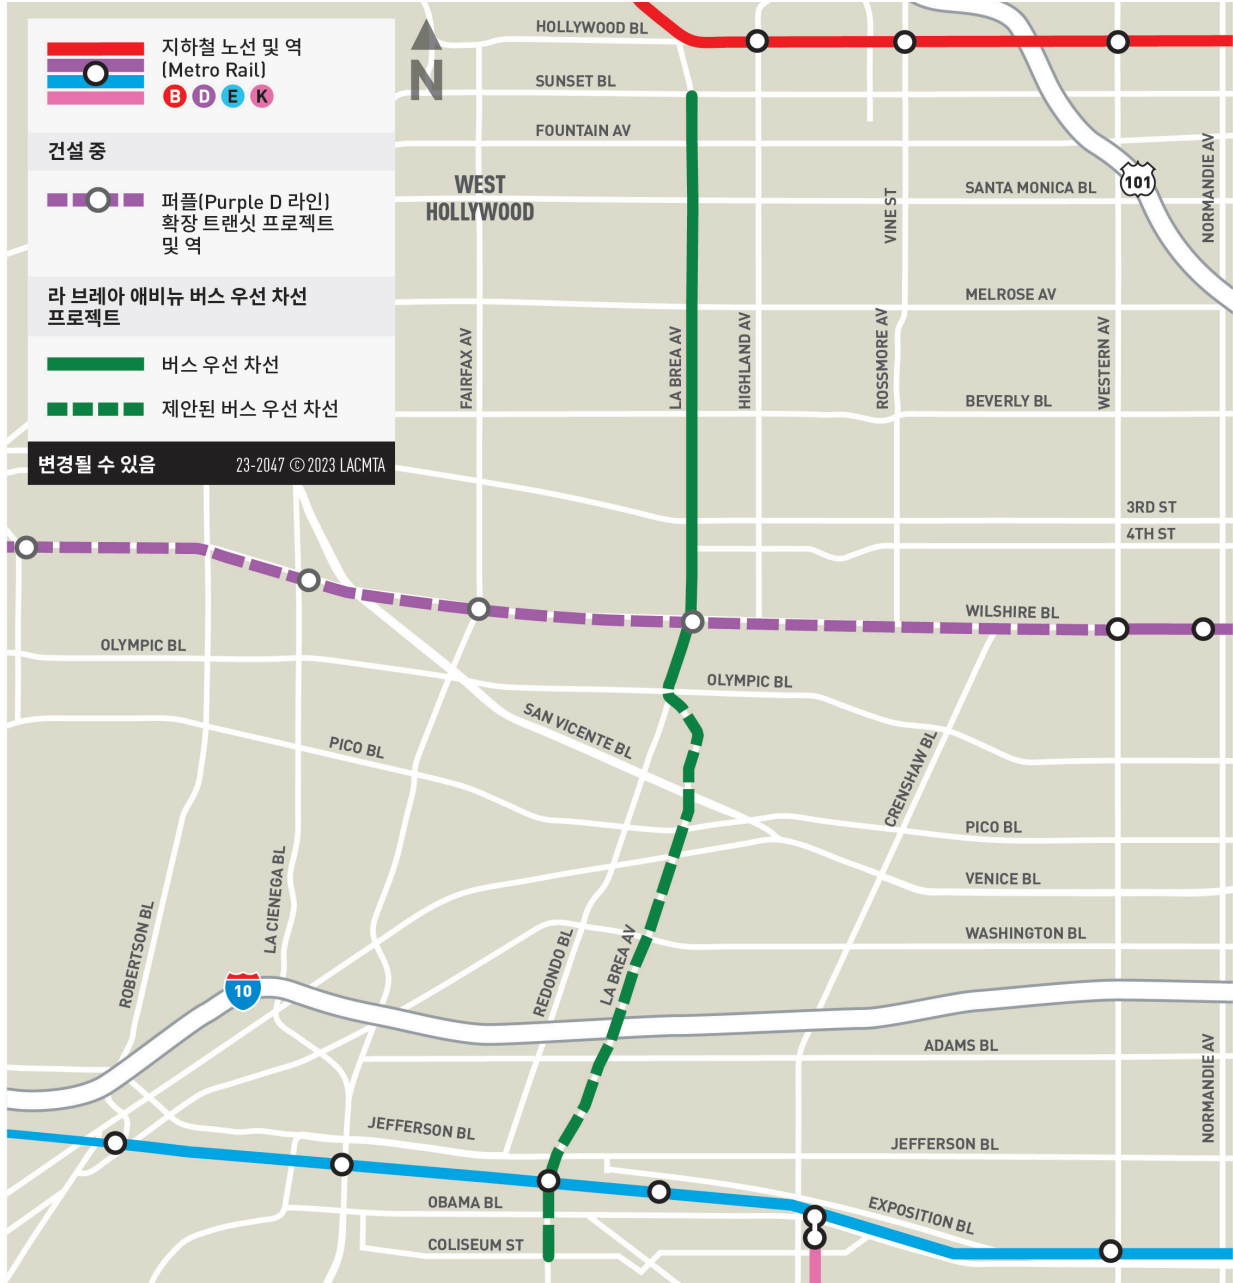 지하철 노선 및 역
(Metro Rail)
B D E K
건설 중
퍼플(Purple D 라인)
확장 트랜싯 프로젝트
및 역
라 브레아 애비뉴 버스 우선 차선
프로젝트
버스 우선 차선
제안된 버스 우선 차선
변경될 수 있음
23-2047 © 2023 LACMTA
N
HOLLYWOOD BL
SUNSET BL
FOUNTAIN AV
WEST
HOLLYWOOD
SANTA MONICA BL
101
NORMANDIE AV
VINE ST
MELROSE AV
FAIRFAX AV
LA BREA AV
HIGHLAND AV
ROSSMORE AV
WESTERN AV
BEVERLY BL
3RD ST
4TH ST
WILSHIRE BL
OLYMPIC BL
OLYMPIC BL
SAN VICENTE BL
PICO BL
CRENSHAW BL
PICO BL
VENICE BL
LA CIENEGA BL
ROBERTSON BL
REDONDO BL
LA BREA AV
WASHINGTON BL
10
ADAMS BL
NORMANDIE AV
JEFFERSON BL
JEFFERSON BL
OBAMA BL
EXPOSITION BL
COLISEUM ST